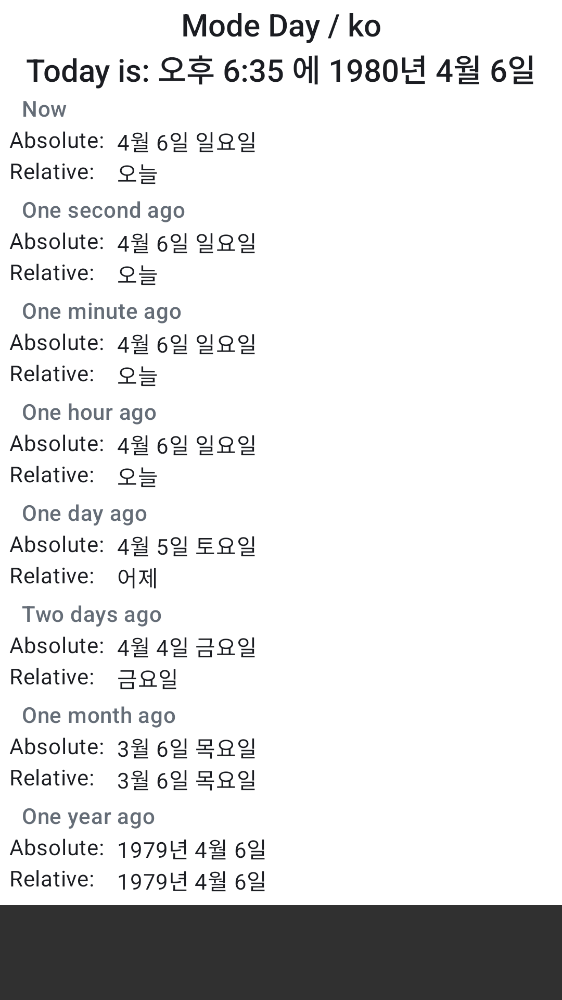 Mode Day / ko
Today is: 오후 6:35 에 1980년 4월 6일
Now
Absolute: 4월 6일 일요일
Relative: 오늘
One second ago
Absolute: 4월 6일 일요일
Relative: 오늘
One minute ago
Absolute: 4월 6일 일요일
Relative: 오늘
One hour ago
Absolute: 4월 6일 일요일
Relative: 오늘
One day ago
Absolute: 4월 5일 토요일
Relative: 어제
Two days ago
Absolute: 4월 4일 금요일
Relative: 금요일
One month ago
Absolute: 3월 6일 목요일
Relative: 3월 6일 목요일
One year ago
Absolute: 1979년 4월 6일
Relative: 1979년 4월 6일